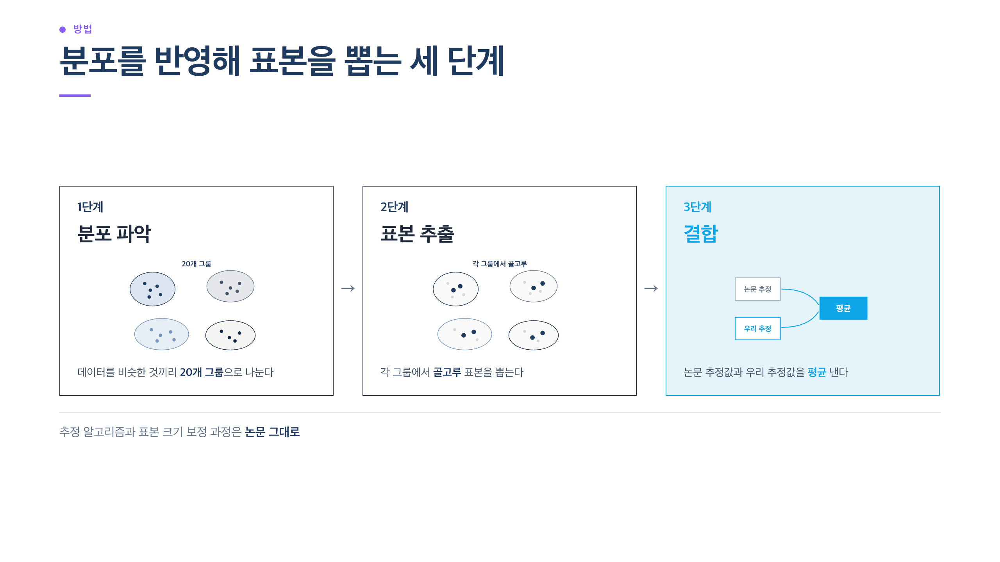 방법
분포를 반영해 표본을 뽑는 세 단계
1단계
분포 파악
20개 그룹
데이터를 비슷한 것끼리 20개 그룹으로 나눈다
→
2단계
표본 추출
각 그룹에서 골고루
각 그룹에서 골고루 표본을 뽑는다
→
3단계
결합
논문 추정
우리 추정
평균
논문 추정값과 우리 추정값을 평균 낸다
추정 알고리즘과 표본 크기 보정 과정은 논문 그대로